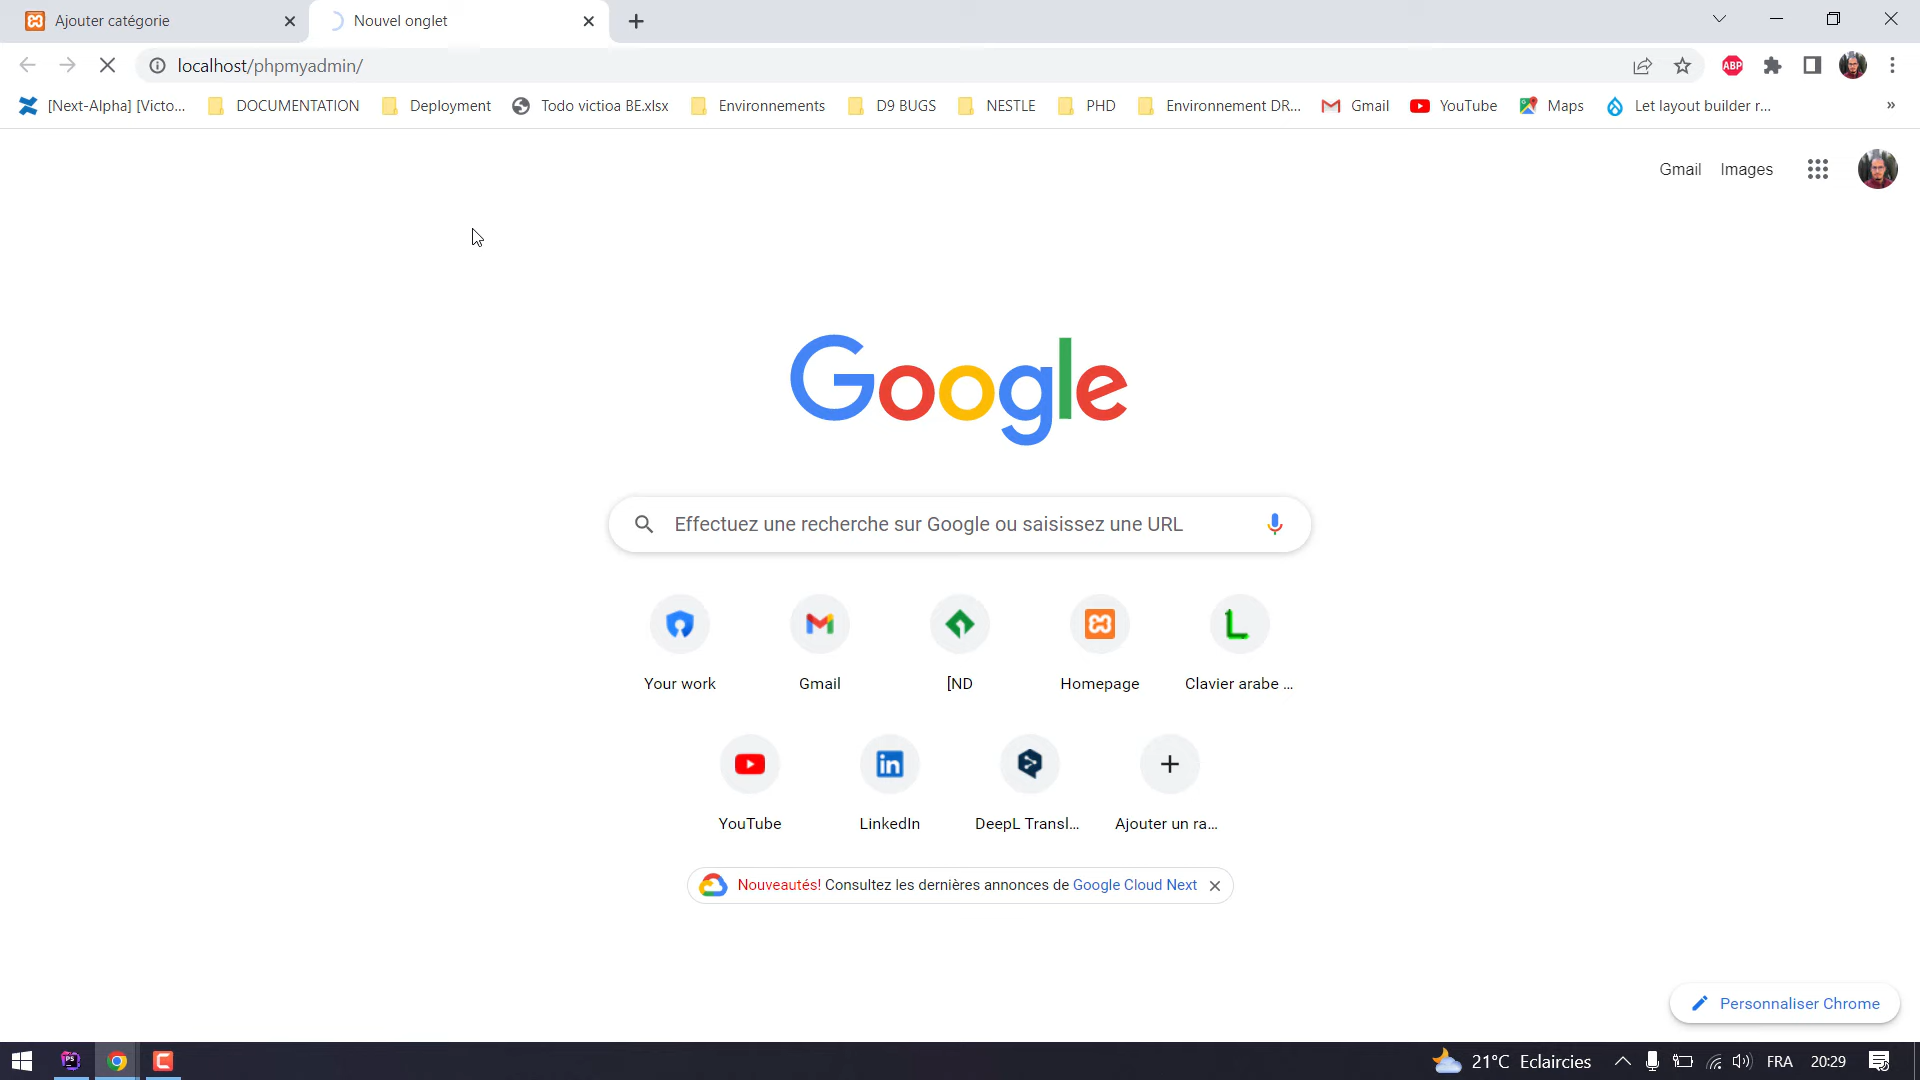 Ajouter catégorie
Nouvel onglet
localhost/phpmyadmin/
ABP
[Next-Alpha] [Victo...
DOCUMENTATION
Deployment
Todo victioa BE.xlsx
Environnements
D9 BUGS
NESTLE
PHD
Environnement DR...
Gmail
YouTube
Maps
Let layout builder r...
»
Gmail
Images
Google
Effectuez une recherche sur Google ou saisissez une URL
Your work
Gmail
[ND
Homepage
L
Clavier arabe ...
YouTube
in
LinkedIn
DeepL Transl...
Ajouter un ra...
Nouveautés! Consultez les dernières annonces de Google Cloud Next
Personnaliser Chrome
PS
21°C Eclaircies
FRA
20:29